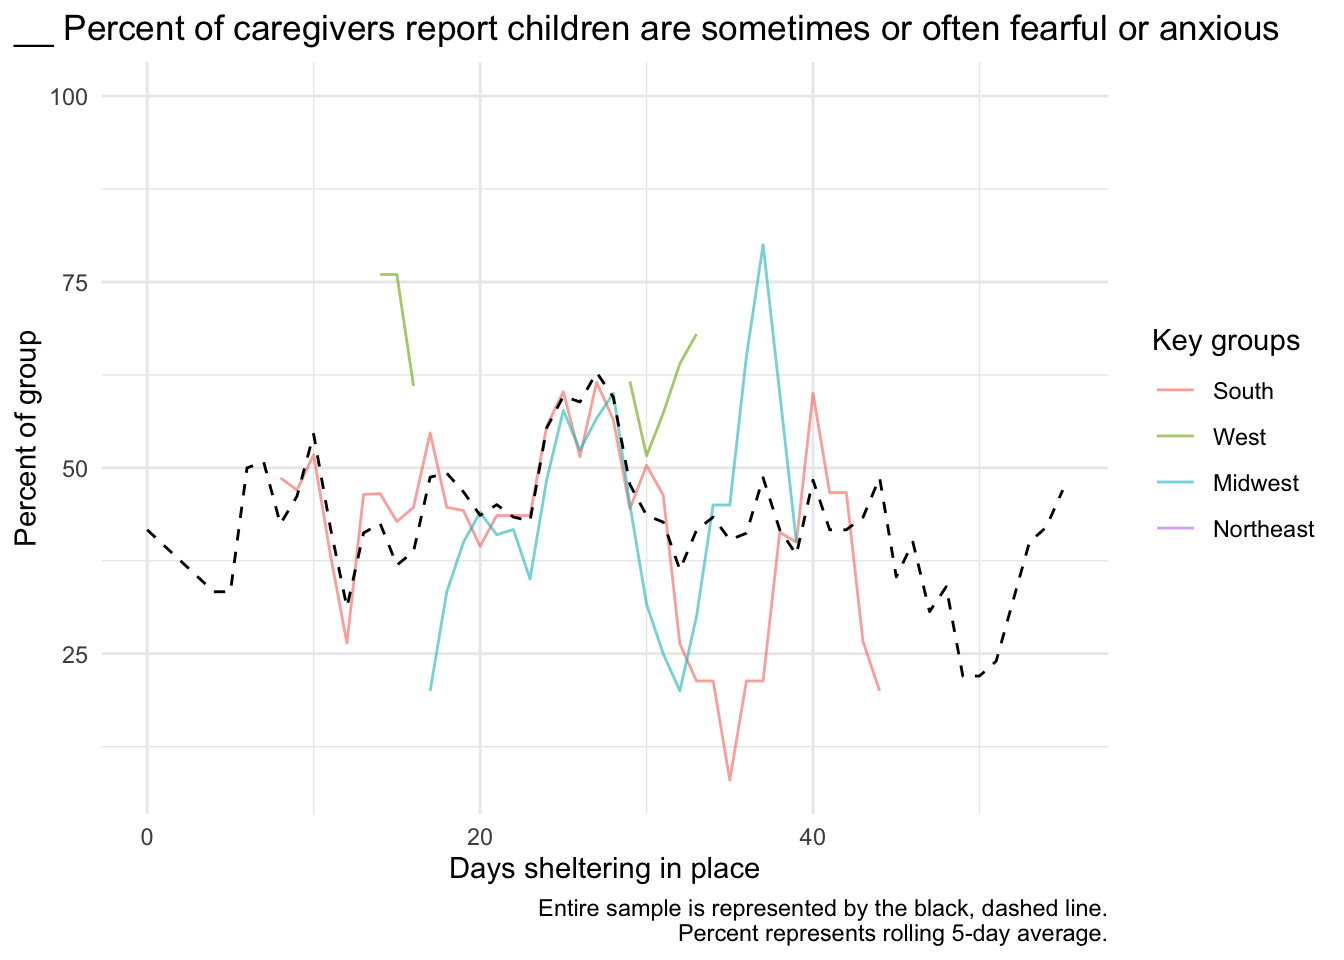 __ Percent of caregivers report children are sometimes or often fearful or anxious
100
75
50
25
Percent of group
0 20 40
Days sheltering in place
Key groups
South
West
Midwest
Northeast
Entire sample is represented by the black, dashed line.
Percent represents rolling 5-day average.